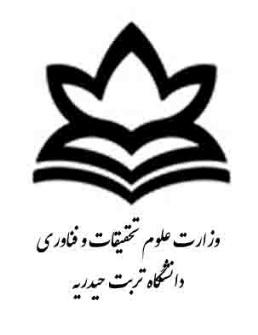 وزارت علوم تحقیقات و فناوری
دانشگاه تربت حیدریه